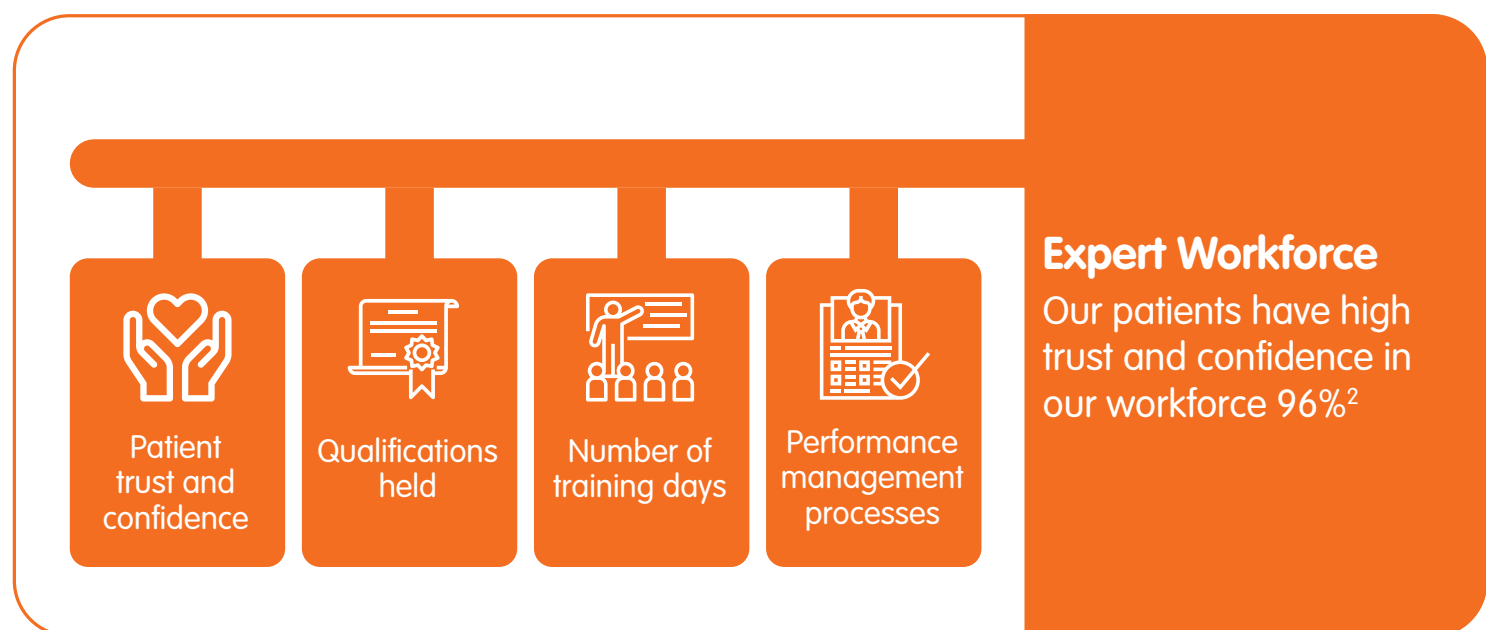 Patient
trust and
confidence
Qualifications
held
Number of
training days
Performance
management
processes
Expert Workforce
Our patients have high
trust and confidence in
our workforce 96%²